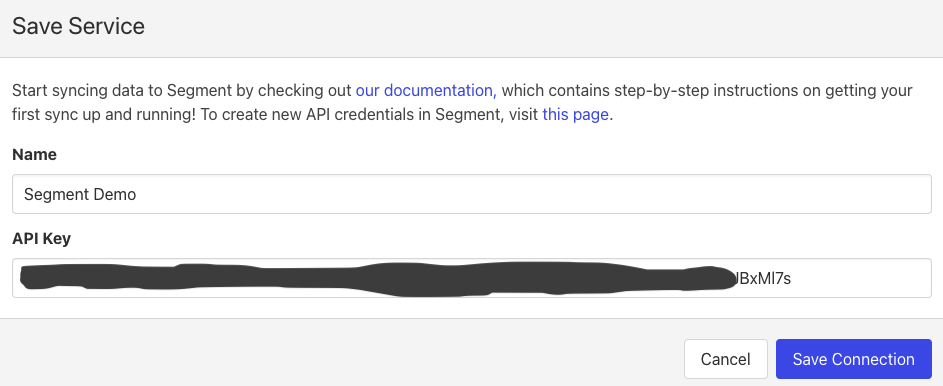 Save Service
Start syncing data to Segment by checking out our documentation, which contains step-by-step instructions on getting your
first sync up and running! To create new API credentials in Segment, visit this page.
Name
Segment Demo
API Key
Cancel
Save Connection